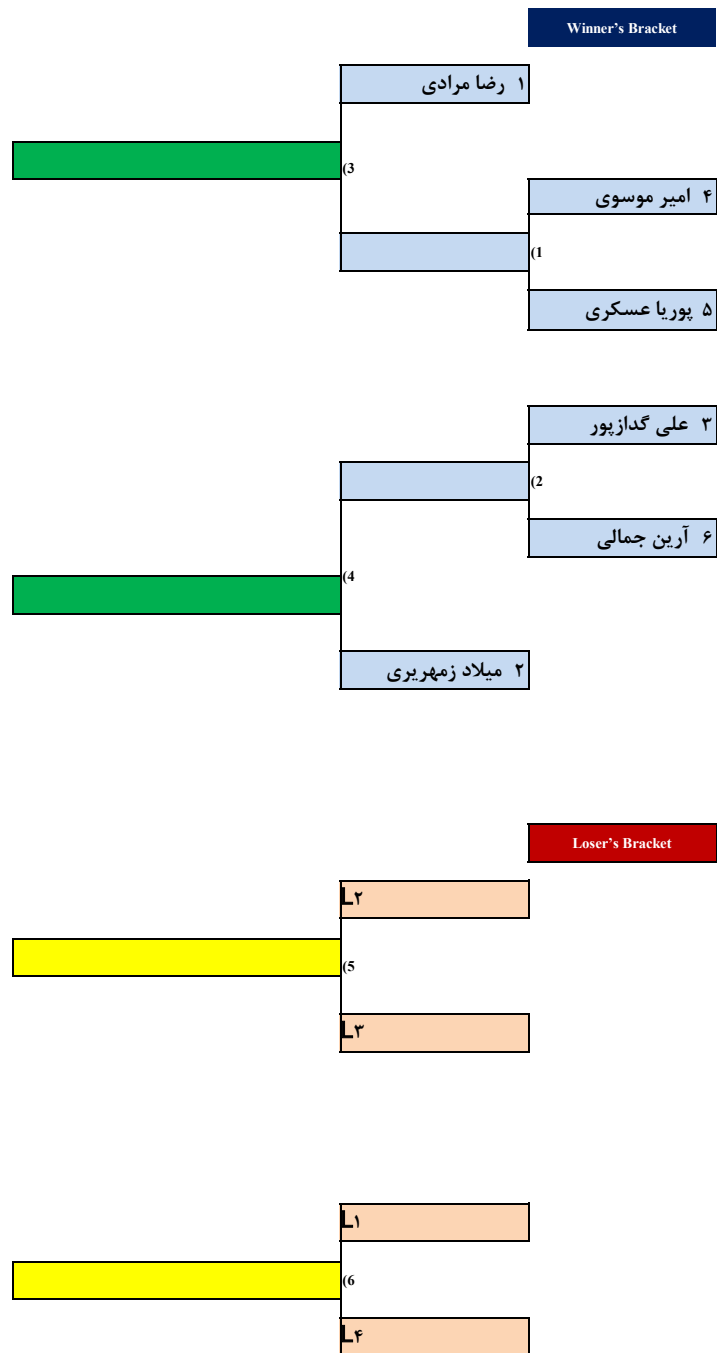 Winner's Bracket
۱ رضا مرادی
(3
۴ امیر موسوی
(1
۵ پوریا عسکری
۳ علی گدازپور
(2
۶ آرین جمالی
(4
۲ میلاد زمهریری
Loser's Bracket
L۲
(5
L۳
L۱
(6
L۴